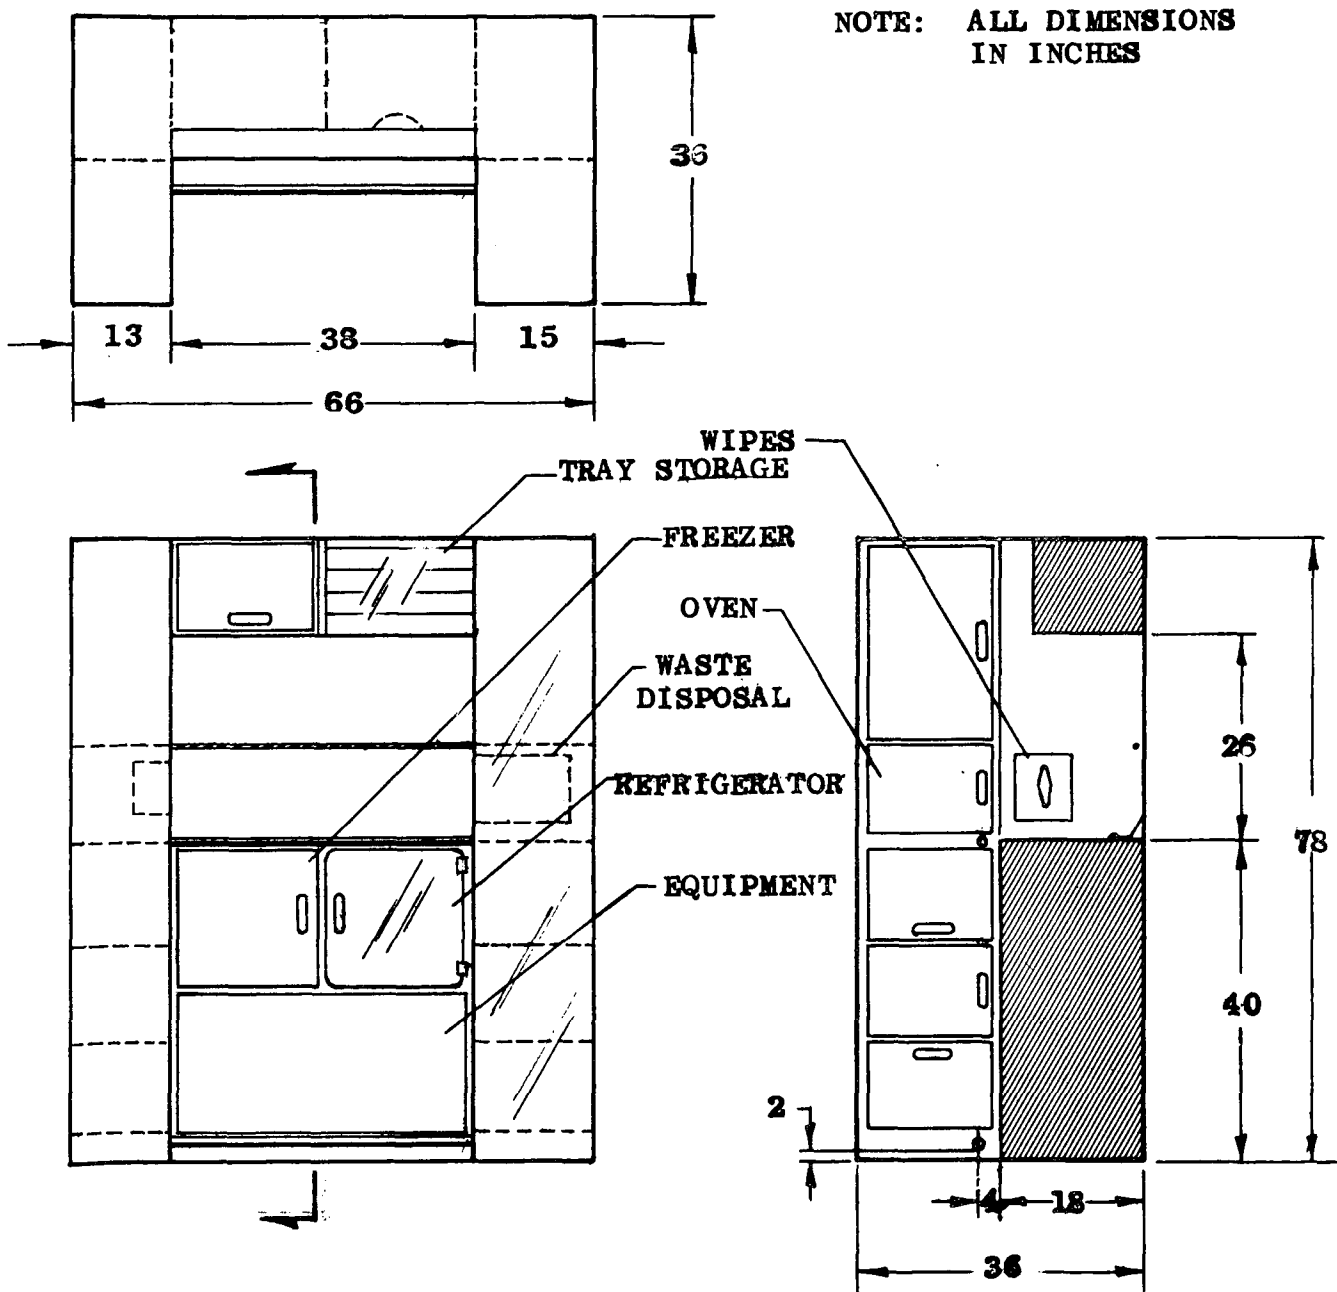 NOTE: ALL DIMENSIONS
IN INCHES
36
13
38
15
66
WIPES
TRAY STORAGE
FREEZER
OVEN
WASTE
DISPOSAL
REFRIGERATOR
EQUIPMENT
26
78
40
2
4
18
36